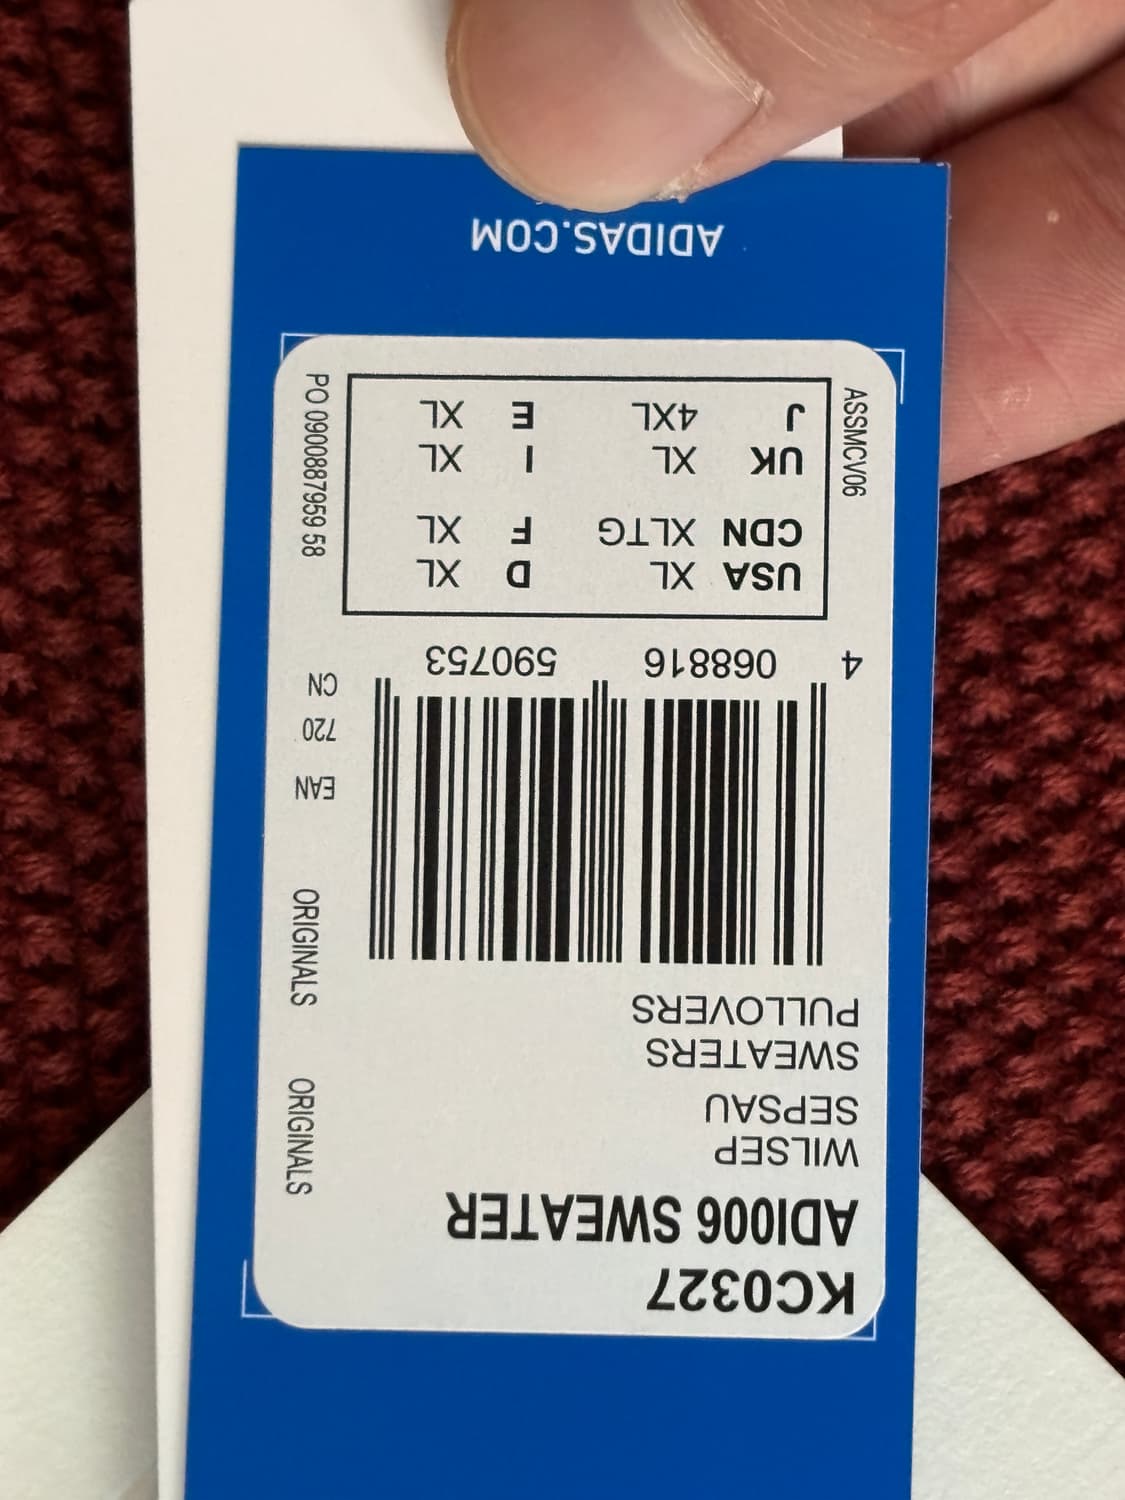 KC0327
ADI006 SWEATER
WILSEP
SEPSAU
SWEATERS
PULLOVERS
4 068816 590753
USA XL D XL
CDN XLTG F XL
UK XL I XL
J 4XL E XL
ASSMCV06
ORIGINALS
ORIGINALS
EAN
720
CN
PO 0900887959 58
ADIDAS.COM